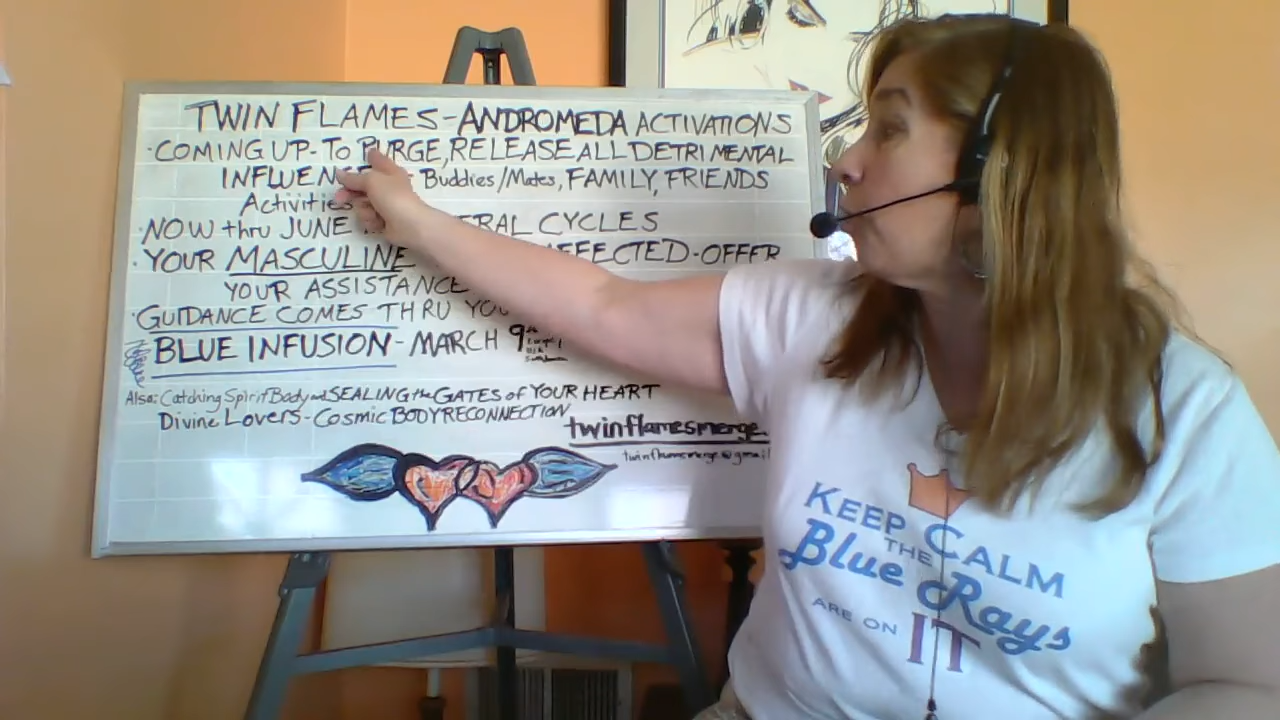 TWIN FLAMES-ANDROMEDA ACTIVATIONS
·COMING UP-TO PURGE, RELEASE ALL DETRIMENTAL
INFLUEN - Buddies/Mates, FAMILY, FRIENDS
Activities
·NOW thru JUNE ERAL CYCLES
·YOUR MASCULINE AFFECTED-OFFER
YOUR ASSISTANCE
·GUIDANCE COMES THRU YOU
BLUE INFUSION-MARCH 9
Also: Catching Spirit Body and SEALING the GATES of YOUR HEART
Divine Lovers-Cosmic BODY RECONNECTION
twinflamesmerge.
twinflamesmerge@gmail
KEEP CALM
THE
Blue Rays
ARE ON IT